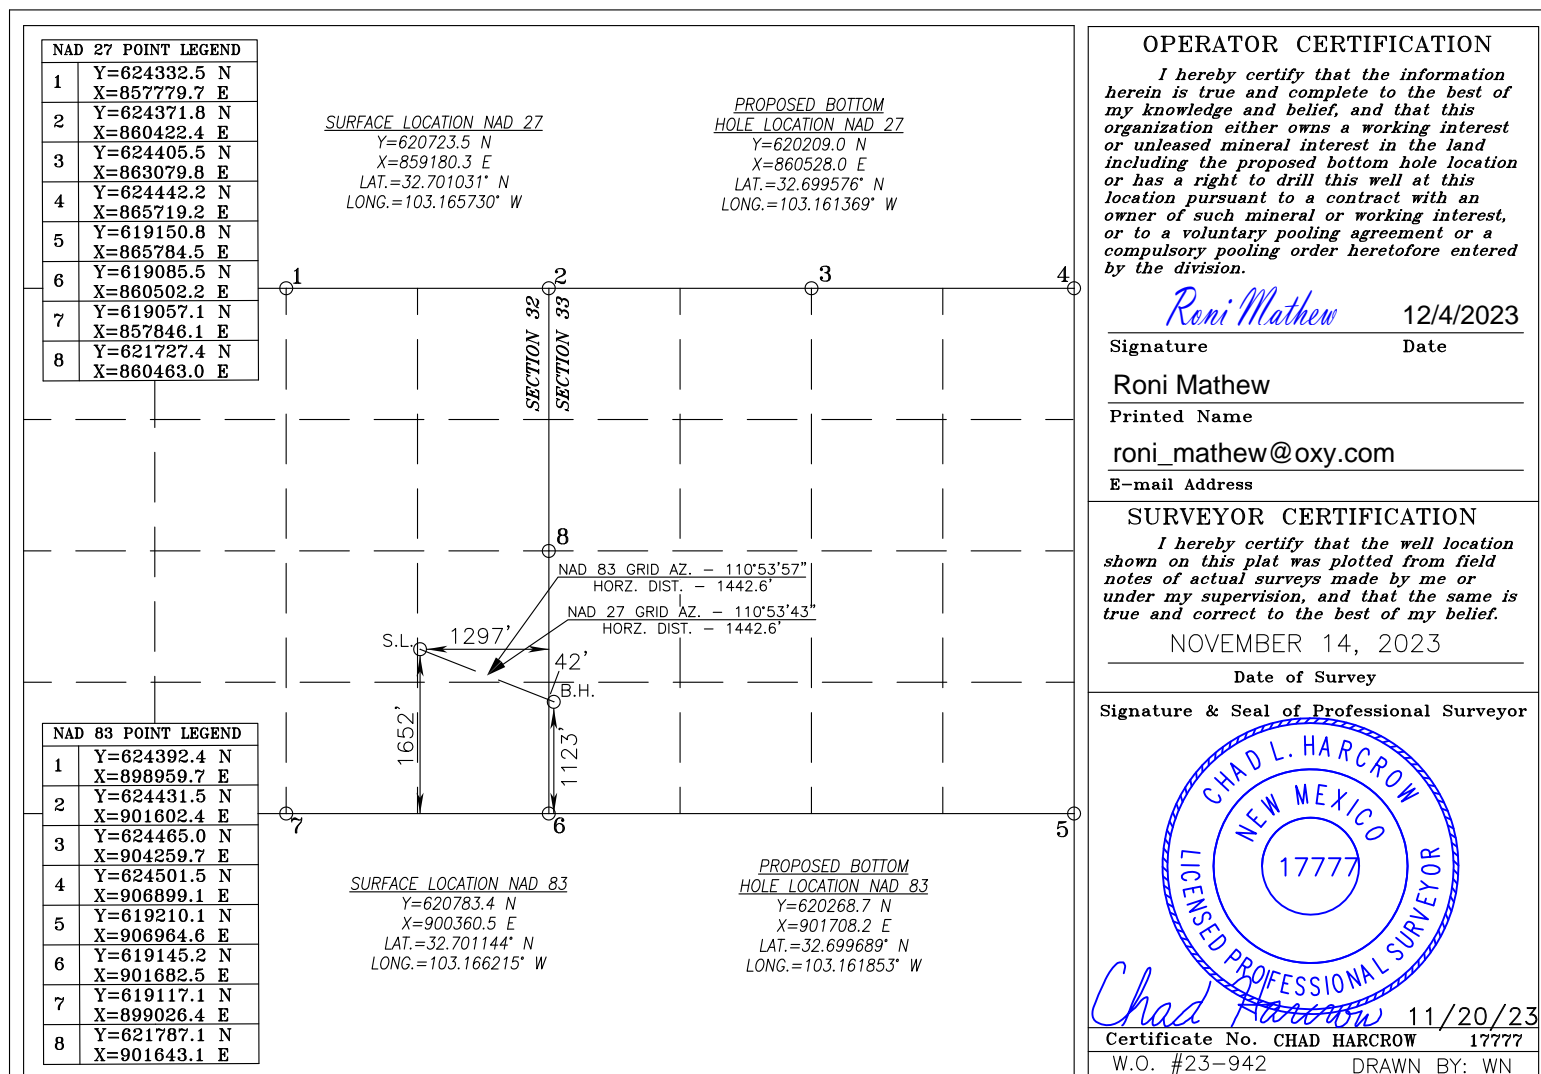 NAD 27 POINT LEGEND
1 Y=624332.5 N
X=857779.7 E
2 Y=624371.8 N
X=860422.4 E
3 Y=624405.5 N
X=863079.8 E
4 Y=624442.2 N
X=865719.2 E
5 Y=619150.8 N
X=865784.5 E
6 Y=619085.5 N
X=860502.2 E
7 Y=619057.1 N
X=857846.1 E
8 Y=621727.4 N
X=860463.0 E
SURFACE LOCATION NAD 27
Y=620723.5 N
X=859180.3 E
LAT.=32.701031° N
LONG.=103.165730° W
PROPOSED BOTTOM
HOLE LOCATION NAD 27
Y=620209.0 N
X=860528.0 E
LAT.=32.699576° N
LONG.=103.161369° W
1
2
3
4
SECTION 32
SECTION 33
8
NAD 83 GRID AZ. – 110°53'57"
HORZ. DIST. – 1442.6'
NAD 27 GRID AZ. – 110°53'43"
HORZ. DIST. – 1442.6'
S.L.
1297'
42'
B.H.
1652'
1123'
7
6
5
NAD 83 POINT LEGEND
1 Y=624392.4 N
X=898959.7 E
2 Y=624431.5 N
X=901602.4 E
3 Y=624465.0 N
X=904259.7 E
4 Y=624501.5 N
X=906899.1 E
5 Y=619210.1 N
X=906964.6 E
6 Y=619145.2 N
X=901682.5 E
7 Y=619117.1 N
X=899026.4 E
8 Y=621787.1 N
X=901643.1 E
SURFACE LOCATION NAD 83
Y=620783.4 N
X=900360.5 E
LAT.=32.701144° N
LONG.=103.166215° W
PROPOSED BOTTOM
HOLE LOCATION NAD 83
Y=620268.7 N
X=901708.2 E
LAT.=32.699689° N
LONG.=103.161853° W
OPERATOR CERTIFICATION
I hereby certify that the information
herein is true and complete to the best of
my knowledge and belief, and that this
organization either owns a working interest
or unleased mineral interest in the land
including the proposed bottom hole location
or has a right to drill this well at this
location pursuant to a contract with an
owner of such mineral or working interest,
or to a voluntary pooling agreement or a
compulsory pooling order heretofore entered
by the division.
Roni Mathew 12/4/2023
Signature Date
Roni Mathew
Printed Name
roni_mathew@oxy.com
E-mail Address
SURVEYOR CERTIFICATION
I hereby certify that the well location
shown on this plat was plotted from field
notes of actual surveys made by me or
under my supervision, and that the same is
true and correct to the best of my belief.
NOVEMBER 14, 2023
Date of Survey
Signature & Seal of Professional Surveyor
CHAD L. HARCROW
NEW MEXICO
17777
LICENSED PROFESSIONAL SURVEYOR
Chad Harcrow 11/20/23
Certificate No. CHAD HARCROW 17777
W.O. #23-942 DRAWN BY: WN